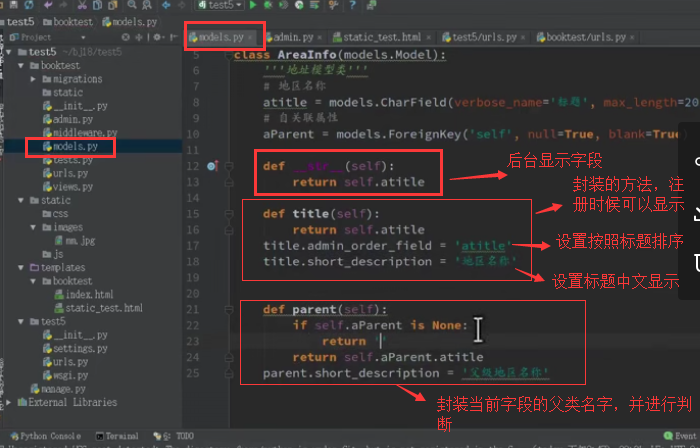 test5
test5
booktest
models.py
Project
test5 ~/bj18/test5
booktest
migrations
static
__init__.py
admin.py
middleware.py
models.py
tests.py
urls.py
views.py
static
css
images
mm.jpg
js
templates
booktest
index.html
static_test.html
test5
__init__.py
settings.py
urls.py
wsgi.py
manage.py
External Libraries
models.py
admin.py
static_test.html
test5/urls.py
booktest/urls.py
5 class AreaInfo(models.Model):
6 '''地址模型类'''
7 # 地区名称
8 atitle = models.CharField(verbose_name='标题', max_length=20
9 # 自关联属性
10 aParent = models.ForeignKey('self', null=True, blank=True)
11
12 def __str__(self):
13 return self.atitle
14
15 def title(self):
16 return self.atitle
17 title.admin_order_field = 'atitle'
18 title.short_description = '地区名称'
19
20
21 def parent(self):
22 if self.aParent is None:
23 return ''
24 return self.aParent.atitle
25 parent.short_description = '父级地区名称'
后台显示字段
封装的方法，注
册时候可以显示
设置按照标题排序
设置标题中文显示
封装当前字段的父类名字，并进行判
断
Python Console
Terminal
TODO
Event